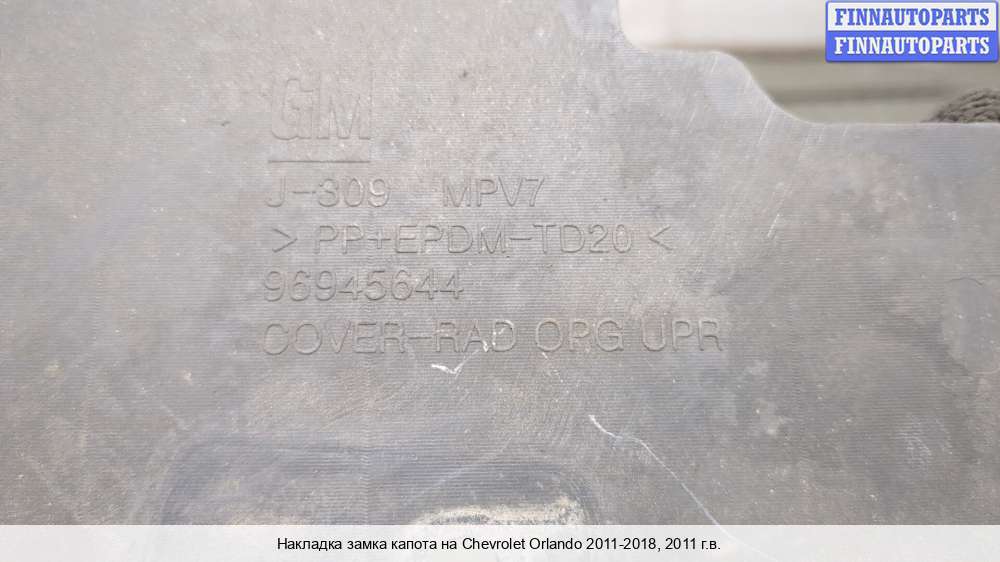 FINNAUTOPARTS
FINNAUTOPARTS
GM
J-309 MPV7
> PP+EPDM-TD20 <
96945644
COVER-RAD OPG UPR
Накладка замка капота на Chevrolet Orlando 2011-2018, 2011 г.в.